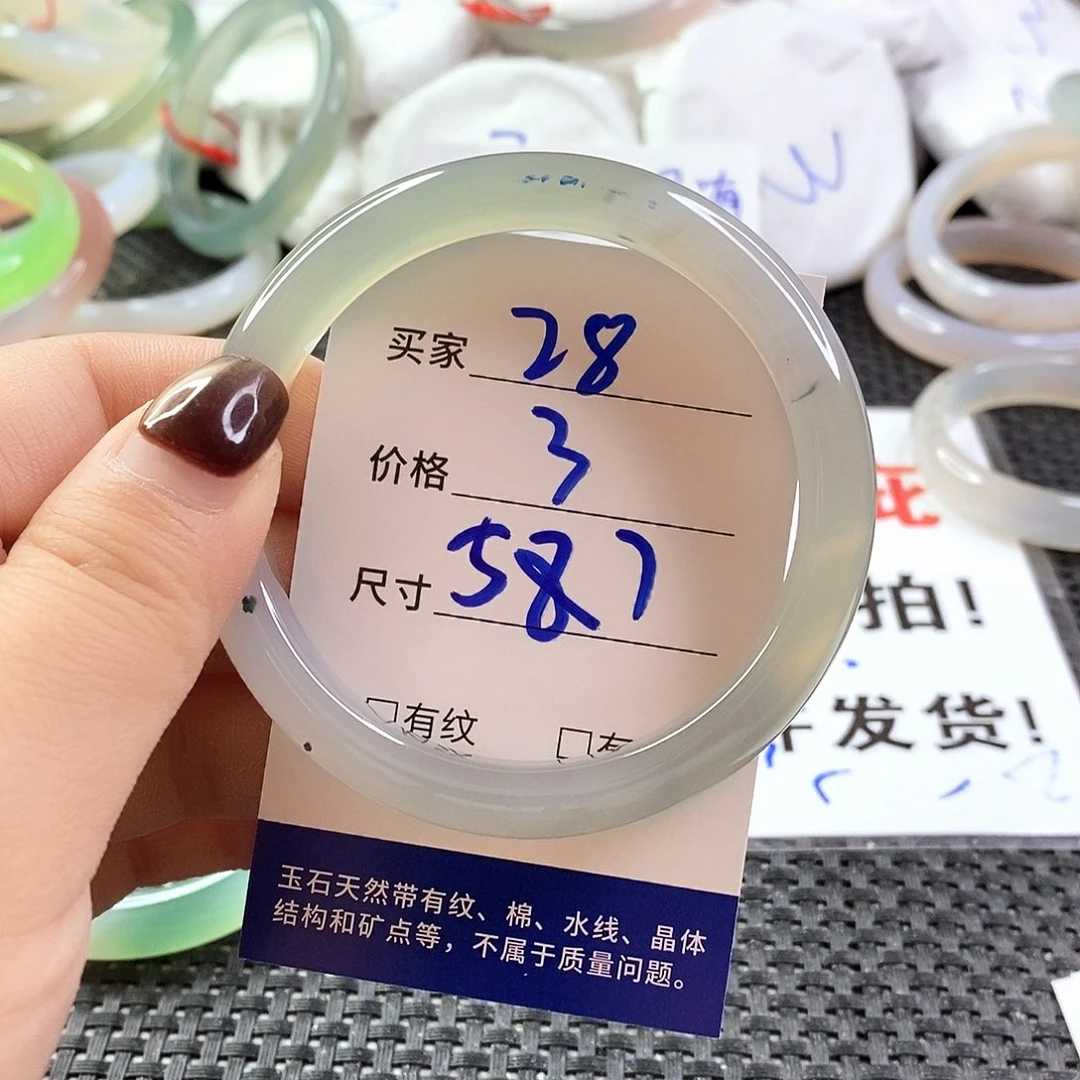 买家 28
价格 3
尺寸 58.7
有纹
玉石天然带有纹、棉、水线、晶体
结构和矿点等，不属于质量问题。
拍！
发货！